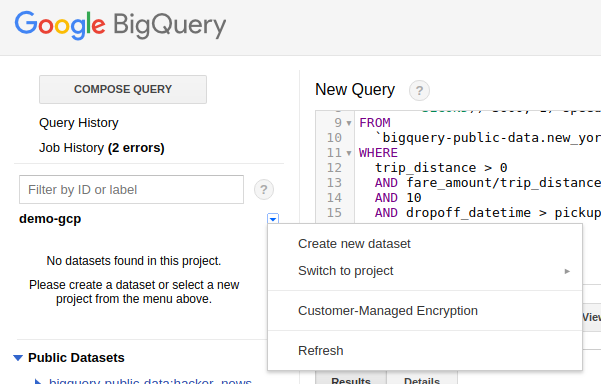 Google BigQuery
COMPOSE QUERY
Query History
Job History (2 errors)
Filter by ID or label
?
demo-gcp
No datasets found in this project.
Please create a dataset or select a new
project from the menu above.
Public Datasets
bigquery-public-data:hacker_news
New Query
?
9 FROM
10 `bigquery-public-data.new_yor
11 WHERE
12 trip_distance > 0
13 AND fare_amount/trip_distance
14 AND 10
15 AND dropoff_datetime > pickup
Create new dataset
Switch to project
Customer-Managed Encryption
Refresh
View
Results
Details